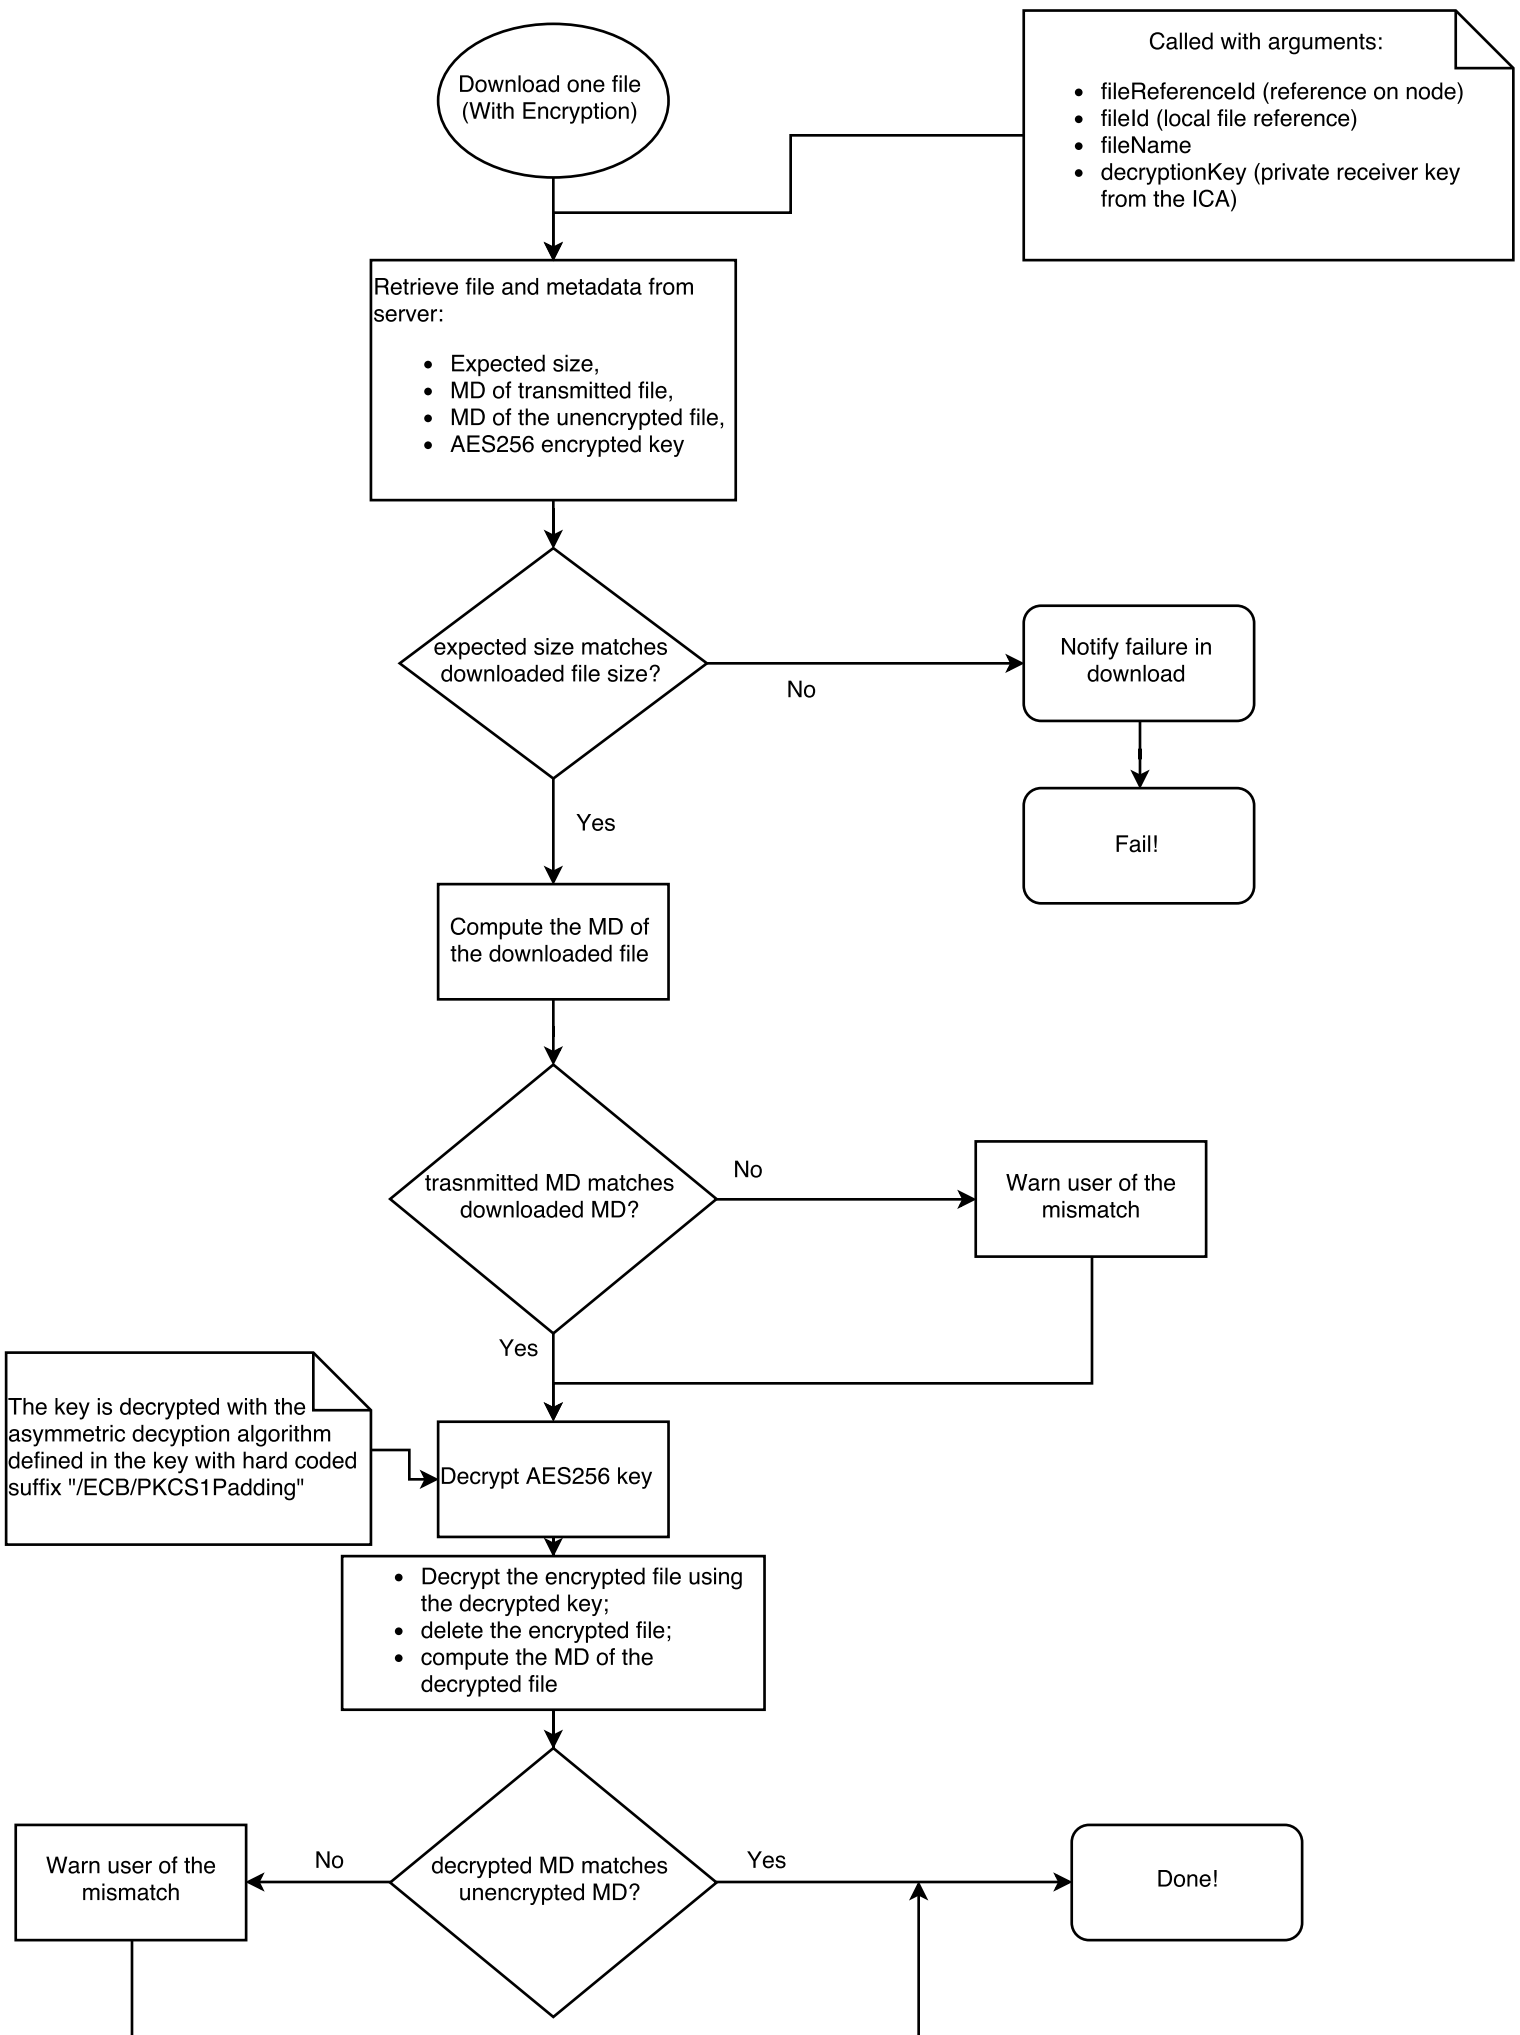 Download one file
(With Encryption)
Called with arguments:
• fileReferenceId (reference on node)
• fileId (local file reference)
• fileName
• decryptionKey (private receiver key
from the ICA)
Retrieve file and metadata from
server:
• Expected size,
• MD of transmitted file,
• MD of the unencrypted file,
• AES256 encrypted key
expected size matches
downloaded file size?
No
Notify failure in
download
Fail!
Yes
Compute the MD of
the downloaded file
trasnmitted MD matches
downloaded MD?
No
Warn user of the
mismatch
Yes
The key is decrypted with the
asymmetric decyption algorithm
defined in the key with hard coded
suffix "/ECB/PKCS1Padding"
Decrypt AES256 key
• Decrypt the encrypted file using
the decrypted key;
• delete the encrypted file;
• compute the MD of the
decrypted file
Warn user of the
mismatch
No
decrypted MD matches
unencrypted MD?
Yes
Done!